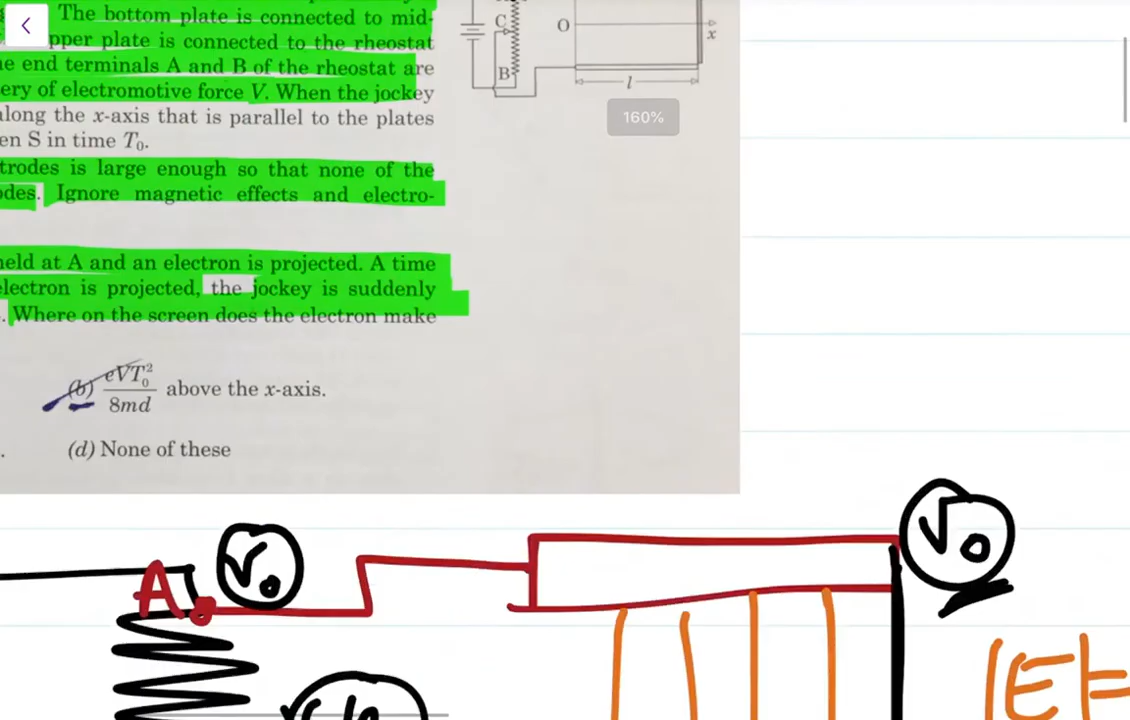 The bottom plate is connected to mid-
pper plate is connected to the rheostat
e end terminals A and B of the rheostat are
ery of electromotive force V. When the jockey
along the x-axis that is parallel to the plates
en S in time T₀.
trodes is large enough so that none of the
odes. Ignore magnetic effects and electro-
held at A and an electron is projected. A time
lectron is projected, the jockey is suddenly
. Where on the screen does the electron make
(b) eVT₀²/8md above the x-axis.
. (d) None of these
C
B
O
x
l
160%
A
V₀
V₀
|E|=